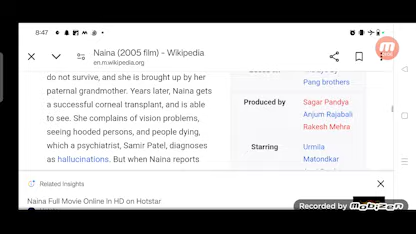 8:47
Naina (2005 film) - Wikipedia
en.m.wikipedia.org
do not survive, and she is brought up by her
paternal grandmother. Years later, Naina gets
a successful corneal transplant, and is able
to see. She complains of vision problems,
seeing hooded persons, and people dying,
which a psychiatrist, Samir Patel, diagnoses
as hallucinations. But when Naina reports
Pang brothers
Produced by
Sagar Pandya
Anjum Rajabali
Rakesh Mehra
Starring
Urmila
Matondkar
Related Insights
Naina Full Movie Online In HD on Hotstar
Recorded by
Mobizen